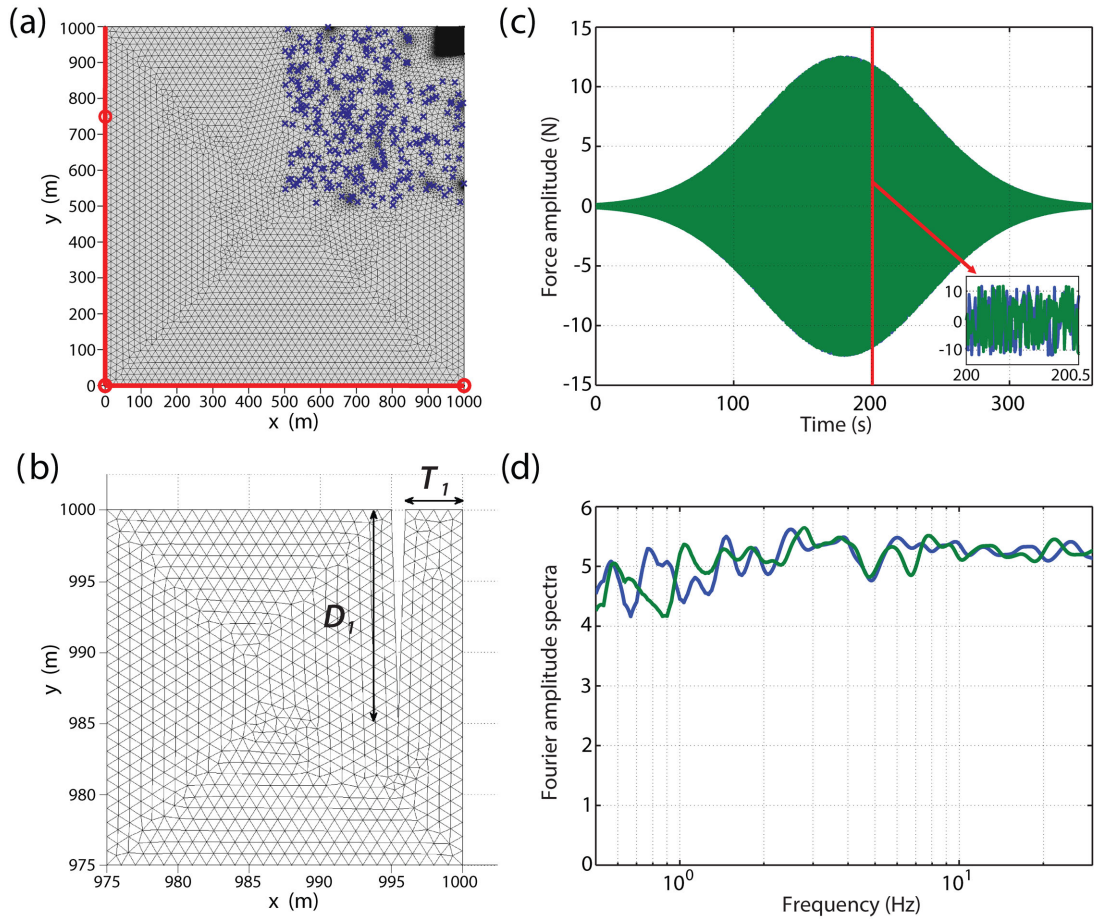 (a)
1000
900
800
700
600
500
400
300
200
100
0
y (m)
0 100 200 300 400 500 600 700 800 900 1000
x (m)
(c)
15
10
5
0
-5
-10
-15
Force amplitude (N)
10
0
-10
200 200.5
0 100 200 300
Time (s)
(b)
T1
D1
1000
995
990
985
980
975
y (m)
975 980 985 990 995 1000
x (m)
(d)
6
5
4
3
2
1
0
Fourier amplitude spectra
10^0 10^1
Frequency (Hz)